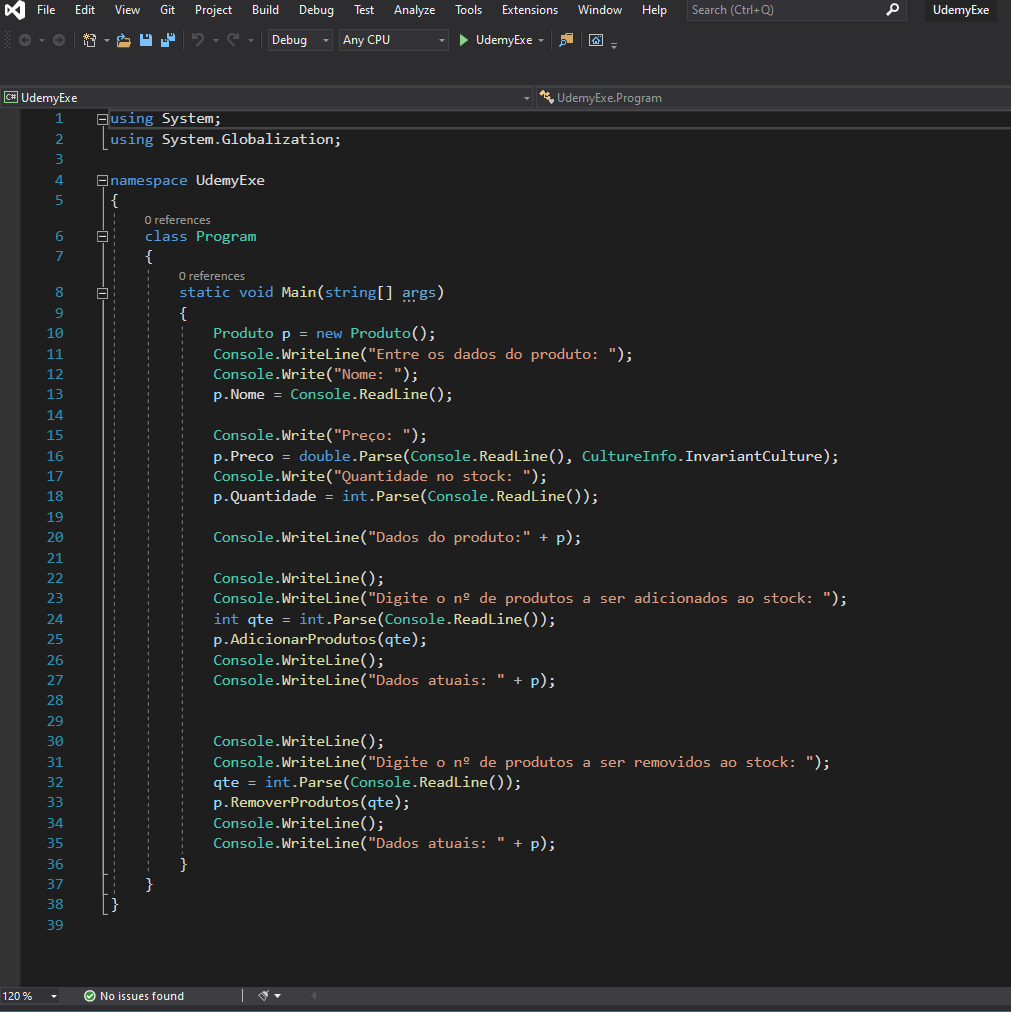 File Edit View Git Project Build Debug Test Analyze Tools Extensions Window Help Search (Ctrl+Q) UdemyExe
Debug Any CPU UdemyExe
C# UdemyExe UdemyExe.Program
1 using System;
2 using System.Globalization;
3
4 namespace UdemyExe
5 {
0 references
6 class Program
7 {
0 references
8 static void Main(string[] args)
9 {
10 Produto p = new Produto();
11 Console.WriteLine("Entre os dados do produto: ");
12 Console.Write("Nome: ");
13 p.Nome = Console.ReadLine();
14
15 Console.Write("Preço: ");
16 p.Preco = double.Parse(Console.ReadLine(), CultureInfo.InvariantCulture);
17 Console.Write("Quantidade no stock: ");
18 p.Quantidade = int.Parse(Console.ReadLine());
19
20 Console.WriteLine("Dados do produto:" + p);
21
22 Console.WriteLine();
23 Console.WriteLine("Digite o nº de produtos a ser adicionados ao stock: ");
24 int qte = int.Parse(Console.ReadLine());
25 p.AdicionarProdutos(qte);
26 Console.WriteLine();
27 Console.WriteLine("Dados atuais: " + p);
28
29
30 Console.WriteLine();
31 Console.WriteLine("Digite o nº de produtos a ser removidos ao stock: ");
32 qte = int.Parse(Console.ReadLine());
33 p.RemoverProdutos(qte);
34 Console.WriteLine();
35 Console.WriteLine("Dados atuais: " + p);
36 }
37 }
38 }
39
120 % No issues found